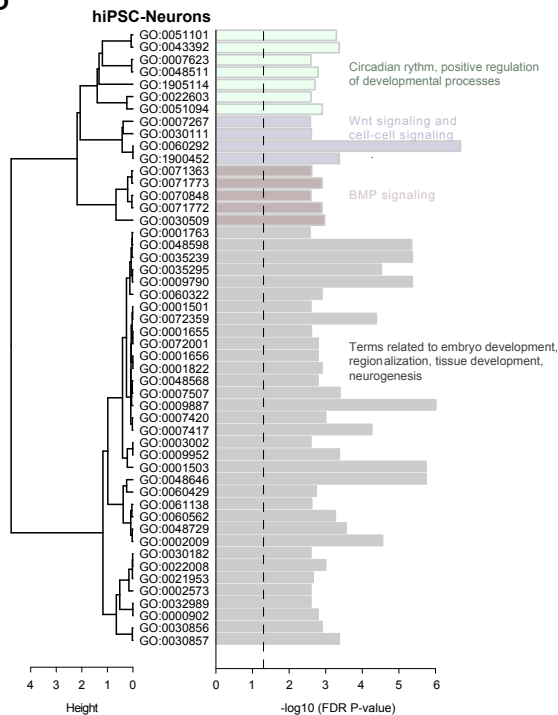 hiPSC-Neurons
GO:0051101
GO:0043392
GO:0007623
GO:0048511
GO:1905114
GO:0022603
GO:0051094
Circadian rythm, positive regulation
of developmental processes
GO:0007267
GO:0030111
GO:0060292
GO:1900452
Wnt signaling and
cell-cell signaling
GO:0071363
GO:0071773
GO:0070848
GO:0071772
GO:0030509
BMP signaling
GO:0001763
GO:0048598
GO:0035239
GO:0035295
GO:0009790
GO:0060322
GO:0001501
GO:0072359
GO:0001655
GO:0072001
GO:0001656
GO:0001822
GO:0048568
GO:0007507
GO:0009887
GO:0007420
GO:0007417
GO:0003002
GO:0009952
GO:0001503
GO:0048646
GO:0060429
GO:0061138
GO:0060562
GO:0048729
GO:0002009
GO:0030182
GO:0022008
GO:0021953
GO:0002573
GO:0032989
GO:0000902
GO:0030856
GO:0030857
Terms related to embryo development,
regionalization, tissue development,
neurogenesis
4 3 2 1 0
Height
0 1 2 3 4 5 6
-log10 (FDR P-value)